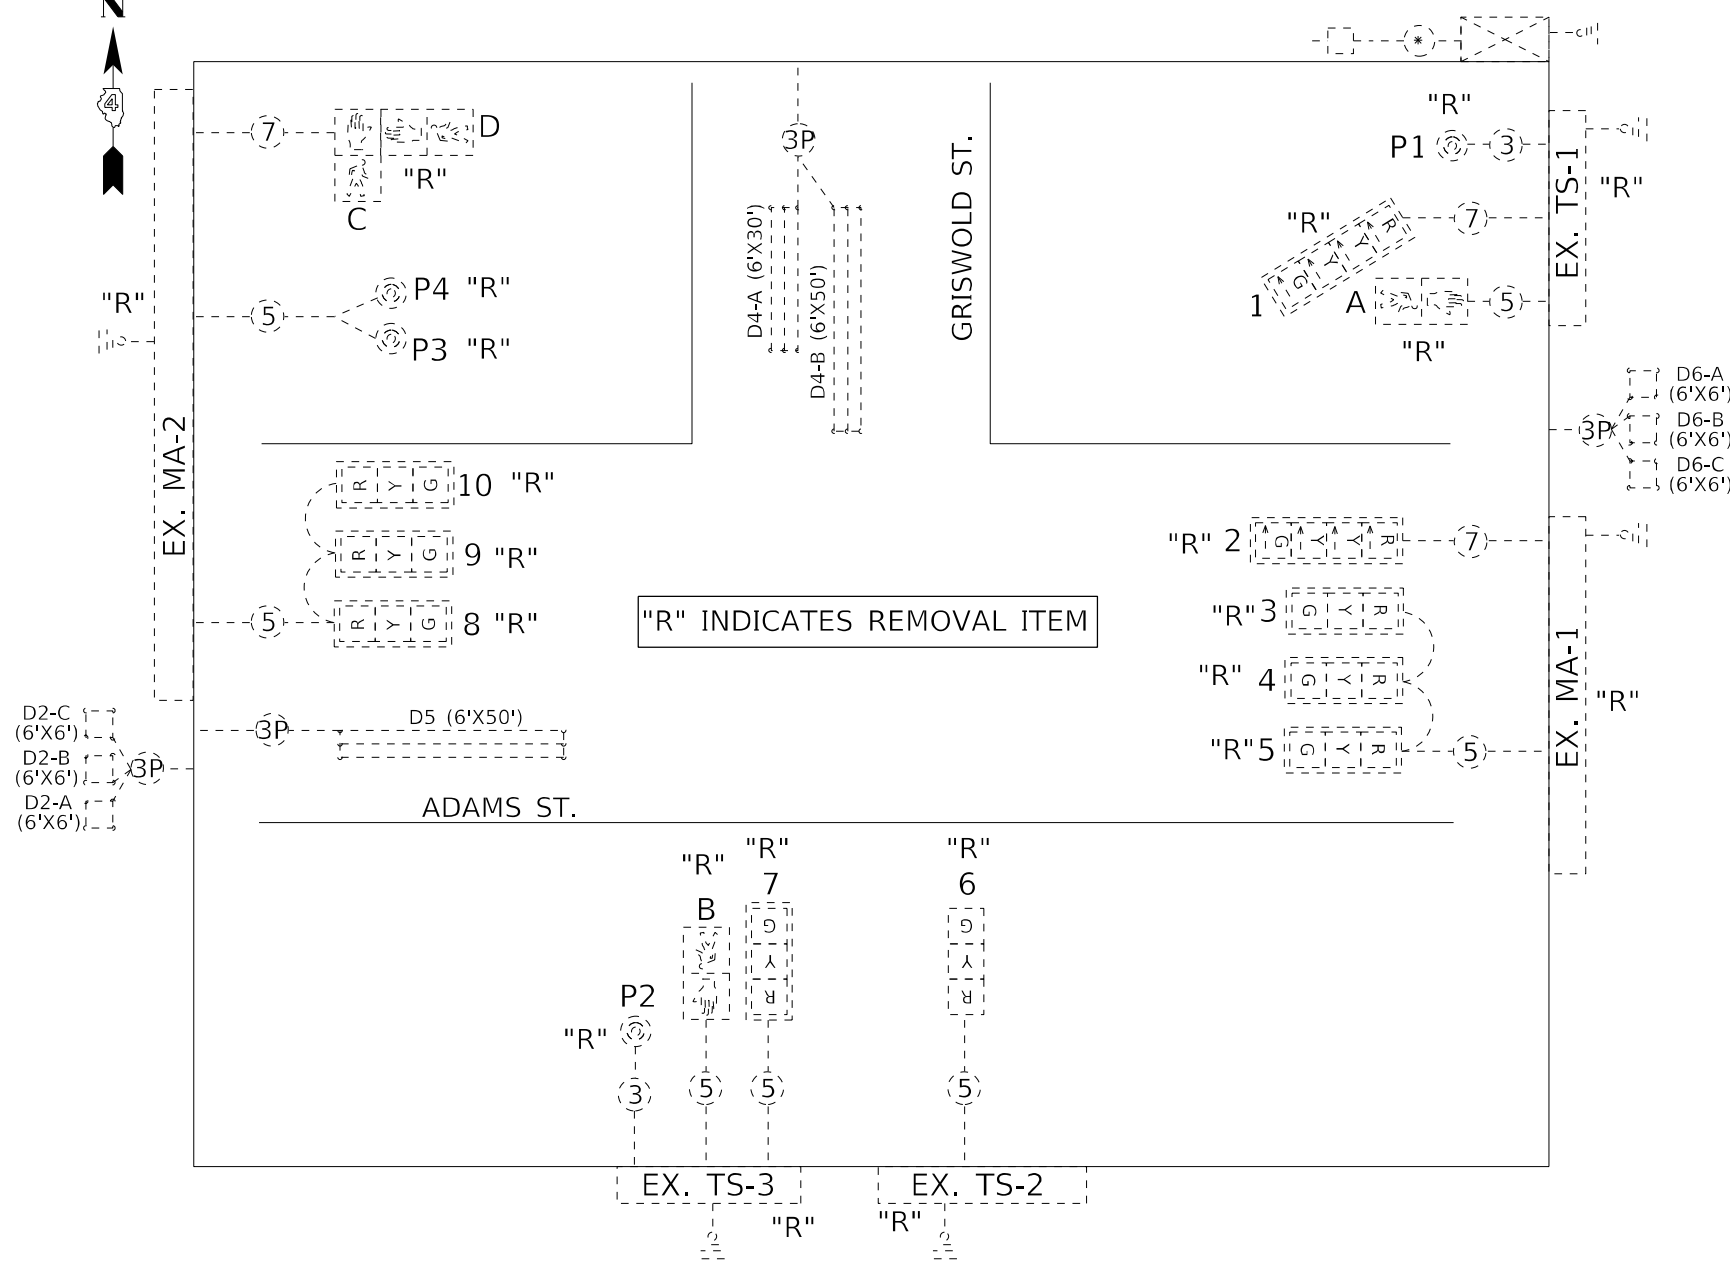 N
4
7
D
"R"
C
3P
GRISWOLD ST.
"R"
P1
3
EX. TS-1
"R"
"R"
7
R
Y
Y
G
1
A
5
"R"
D4-A (6'X30')
D4-B (6'X50')
"R"
5
P4 "R"
P3 "R"
EX. MA-2
3P
D6-A
(6'X6')
D6-B
(6'X6')
D6-C
(6'X6')
R Y G 10 "R"
R Y G 9 "R"
5
R Y G 8 "R"
"R" 2
G Y Y R
7
"R" 3
G Y R
"R" 4
G Y R
"R" 5
G Y R
5
EX. MA-1
"R"
"R" INDICATES REMOVAL ITEM
D2-C
(6'X6')
D2-B
(6'X6')
D2-A
(6'X6')
3P
3P
D5 (6'X50')
ADAMS ST.
"R"
B
"R"
7
G
Y
R
"R"
6
G
Y
R
P2
"R"
3
5
5
5
EX. TS-3
"R"
EX. TS-2
"R"